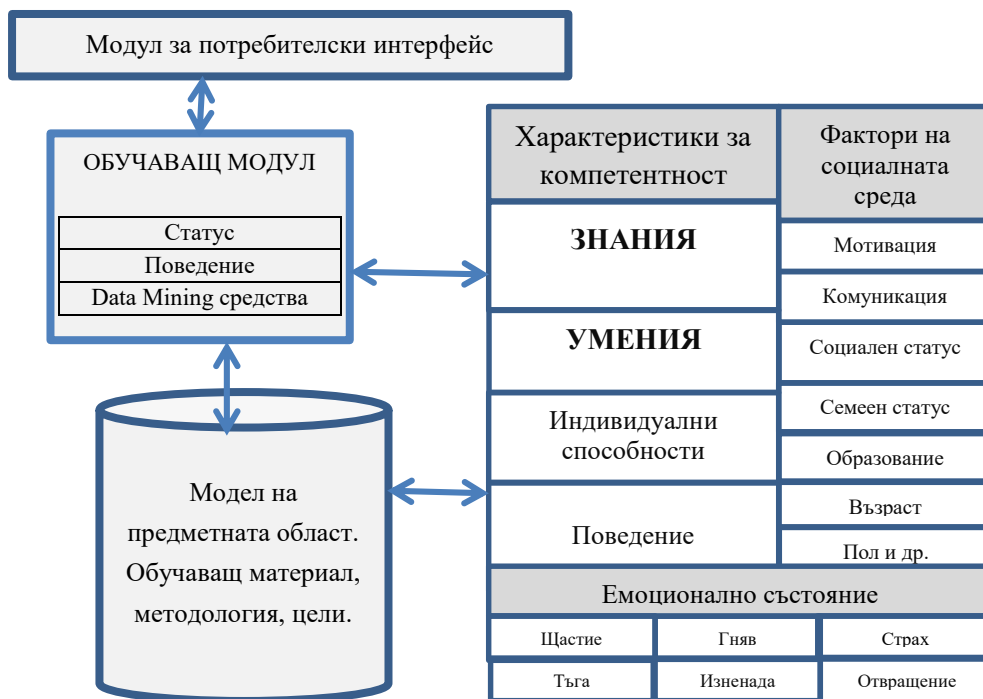 Модул за потребителски интерфейс
ОБУЧАВАЩ МОДУЛ
Статус
Поведение
Data Mining средства
Модел на
предметната област.
Обучаващ материал,
методология, цели.
Характеристики за
компетентност
ЗНАНИЯ
УМЕНИЯ
Индивидуални
способности
Поведение
Фактори на
социалната
среда
Мотивация
Комуникация
Социален статус
Семеен статус
Образование
Възраст
Пол и др.
Емоционално състояние
Щастие
Гняв
Страх
Тъга
Изненада
Отвращение